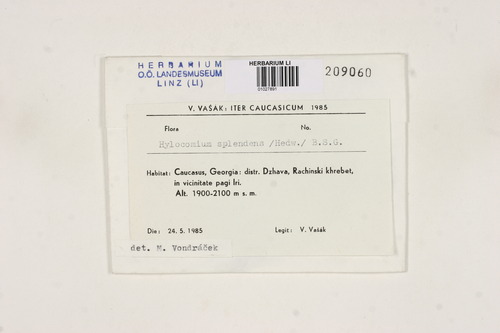 HERBARIUM
O.Ö. LANDESMUSEUM
LINZ (LI)
HERBARIUM LI
01027891
209060
V. VAŠÁK: ITER CAUCASICUM 1985
Flora No.
Hylocomium splendens /Hedw./ B.S.G.
Habitat: Caucasus, Georgia: distr. Dzhava, Rachinski khrebet,
in vicinitate pagi Iri.
Alt. 1900-2100 m s. m.
Die: 24. 5. 1985 Legit: V. Vašák
det. M. Vondráček